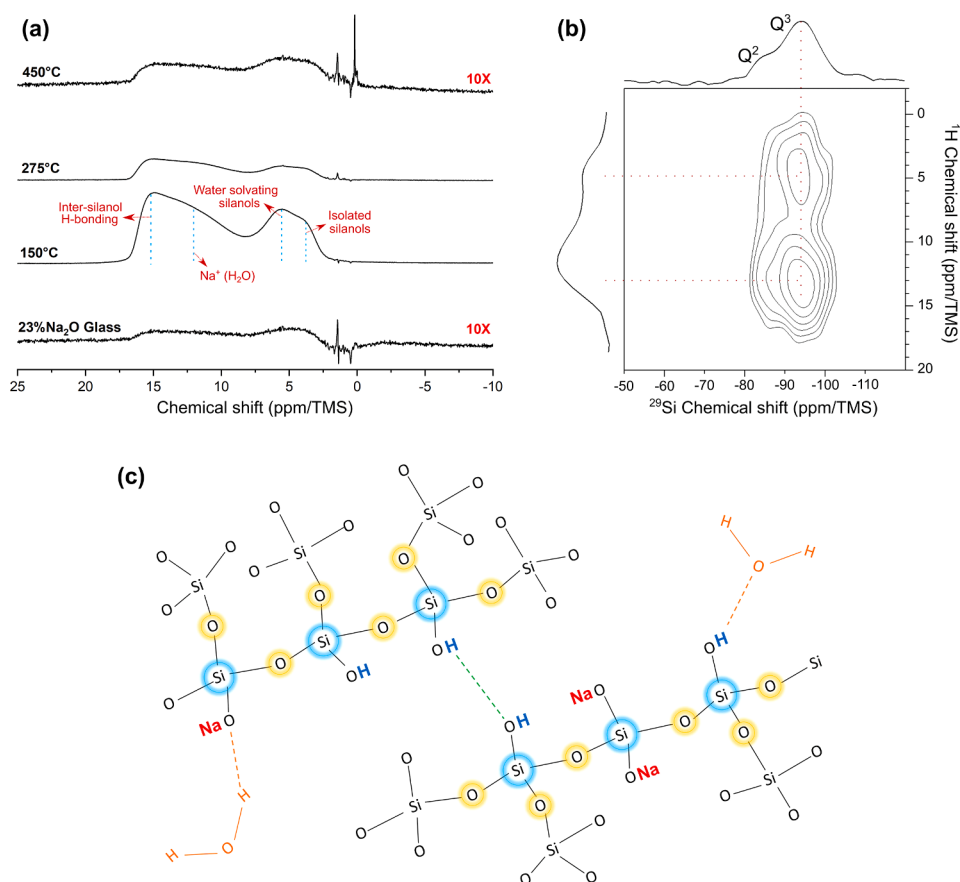 (a)
450°C
10X
275°C
Inter-silanol
H-bonding
Water solvating
silanols
Isolated
silanols
150°C
Na⁺ (H₂O)
23%Na₂O Glass
10X
25 20 15 10 5 0 -5 -10
Chemical shift (ppm/TMS)
(b)
Q²
Q³
0
5
10
15
20
¹H Chemical shift
(ppm/TMS)
-50 -60 -70 -80 -90 -100 -110
²⁹Si Chemical shift (ppm/TMS)
(c)
O
O
O
O
O
O
Si
Si
O
Si
O
O
O
O
Si
O
O
O
O
O
O
Si
O
O
Si
O
Si
OH
OH
O
Si
O
Na
O
H
H
O
H
H
O
OH
Si
O
Si
O
O
Si
O
O
OH
Si
O
Si
O
Na
O
Na
O
O
Si
O
O
O
O
Si
O
O
O